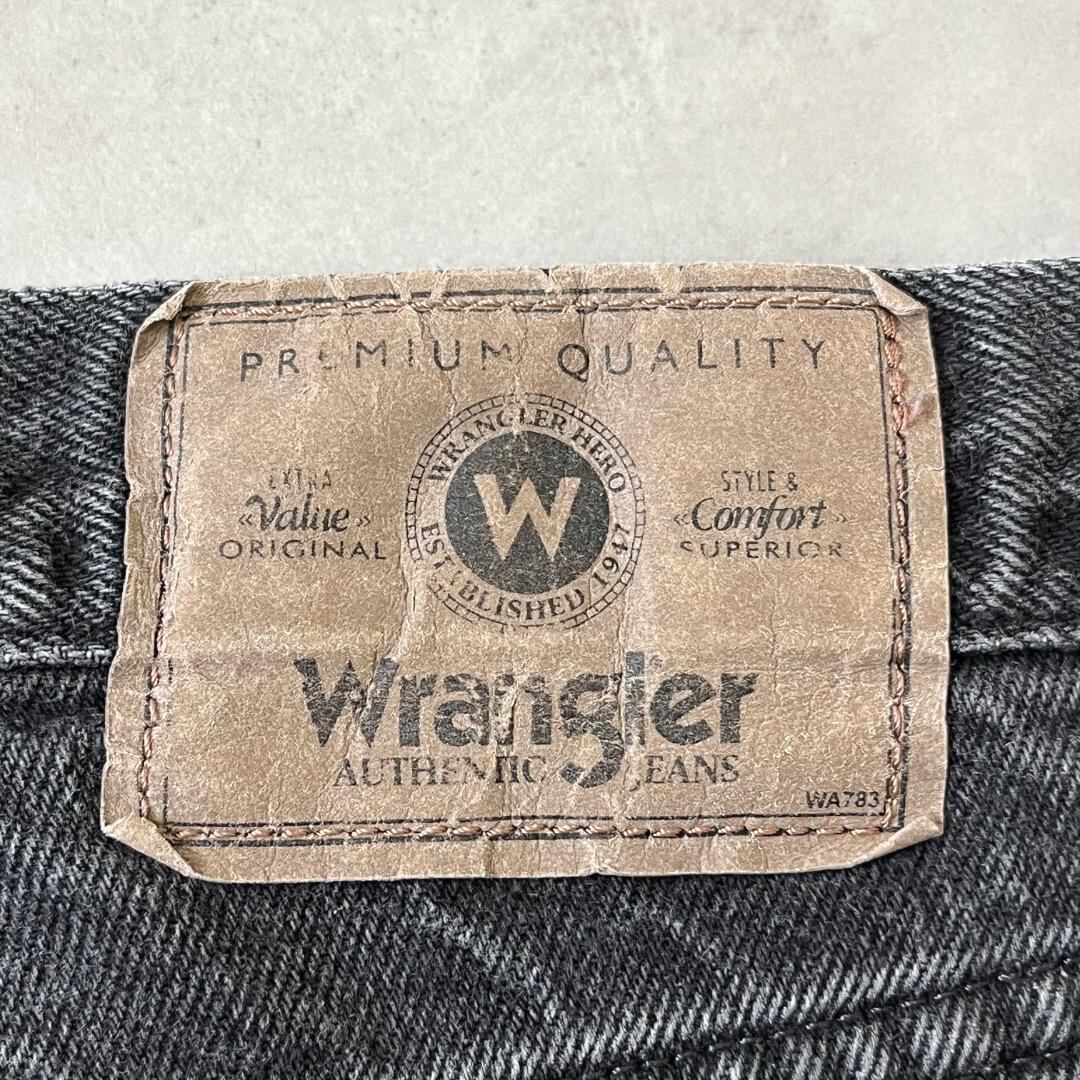 PREMIUM QUALITY
WRANGLER HERO
W
ESTABLISHED 1947
EXTRA
«Value»
ORIGINAL
STYLE &
«Comfort»
SUPERIOR
Wrangler
AUTHENTIC JEANS
WA783